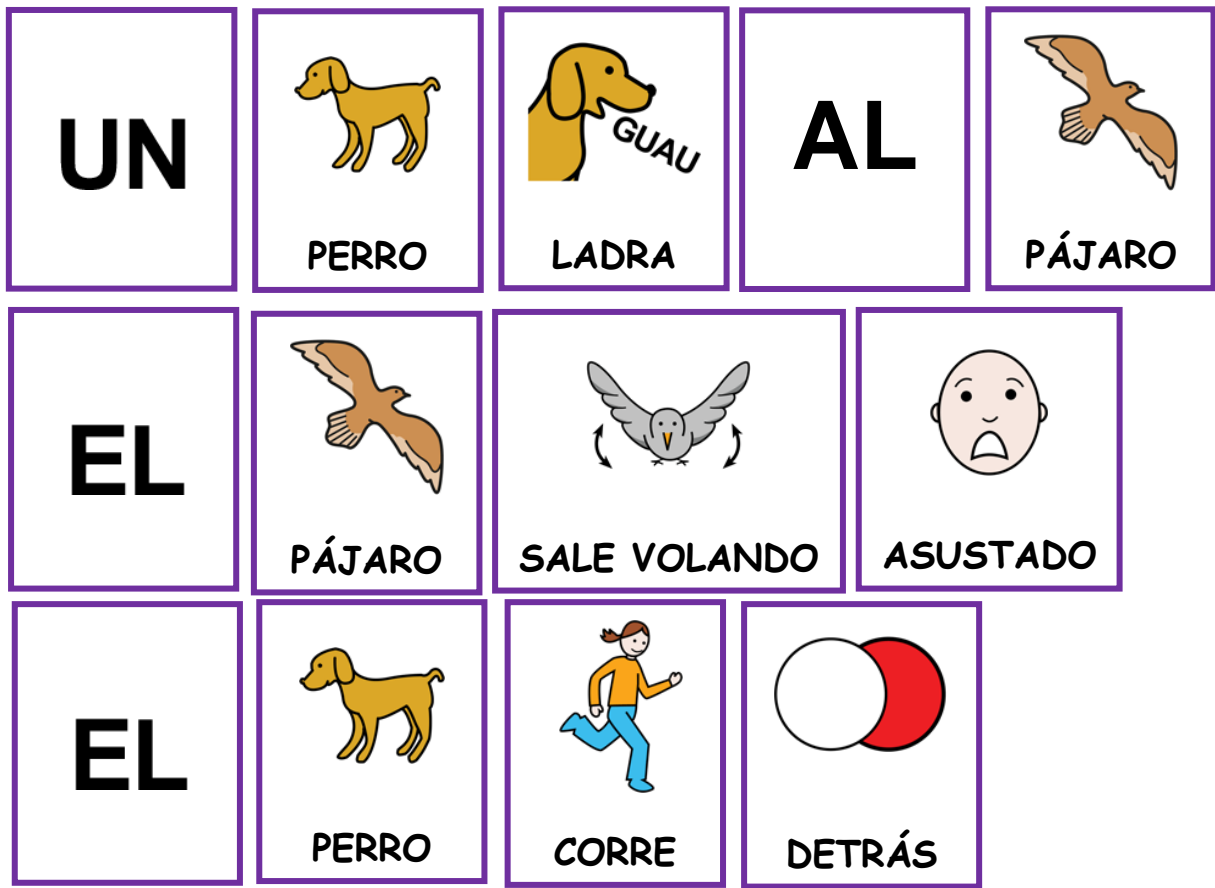 UN PERRO LADRA GUAU AL PÁJARO
EL PÁJARO SALE VOLANDO ASUSTADO
EL PERRO CORRE DETRÁS